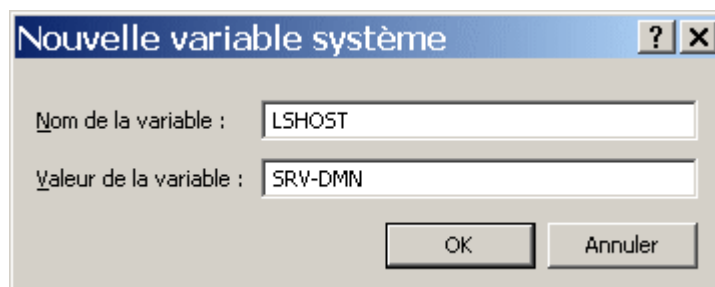 Nouvelle variable système
Nom de la variable : LSHOST
Valeur de la variable : SRV-DMN
OK Annuler